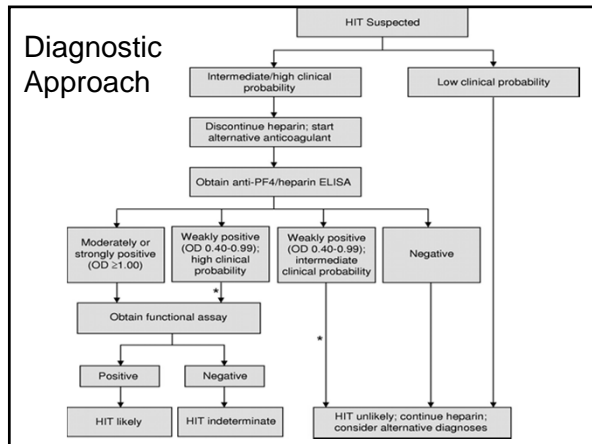 Diagnostic
Approach
HIT Suspected
Intermediate/high clinical
probability
Low clinical probability
Discontinue heparin; start
alternative anticoagulant
Obtain anti-PF4/heparin ELISA
Moderately or
strongly positive
(OD ≥1.00)
Weakly positive
(OD 0.40-0.99);
high clinical
probability
Weakly positive
(OD 0.40-0.99);
intermediate
clinical probability
Negative
*
*
Obtain functional assay
Positive
Negative
HIT likely
HIT indeterminate
HIT unlikely; continue heparin;
consider alternative diagnoses